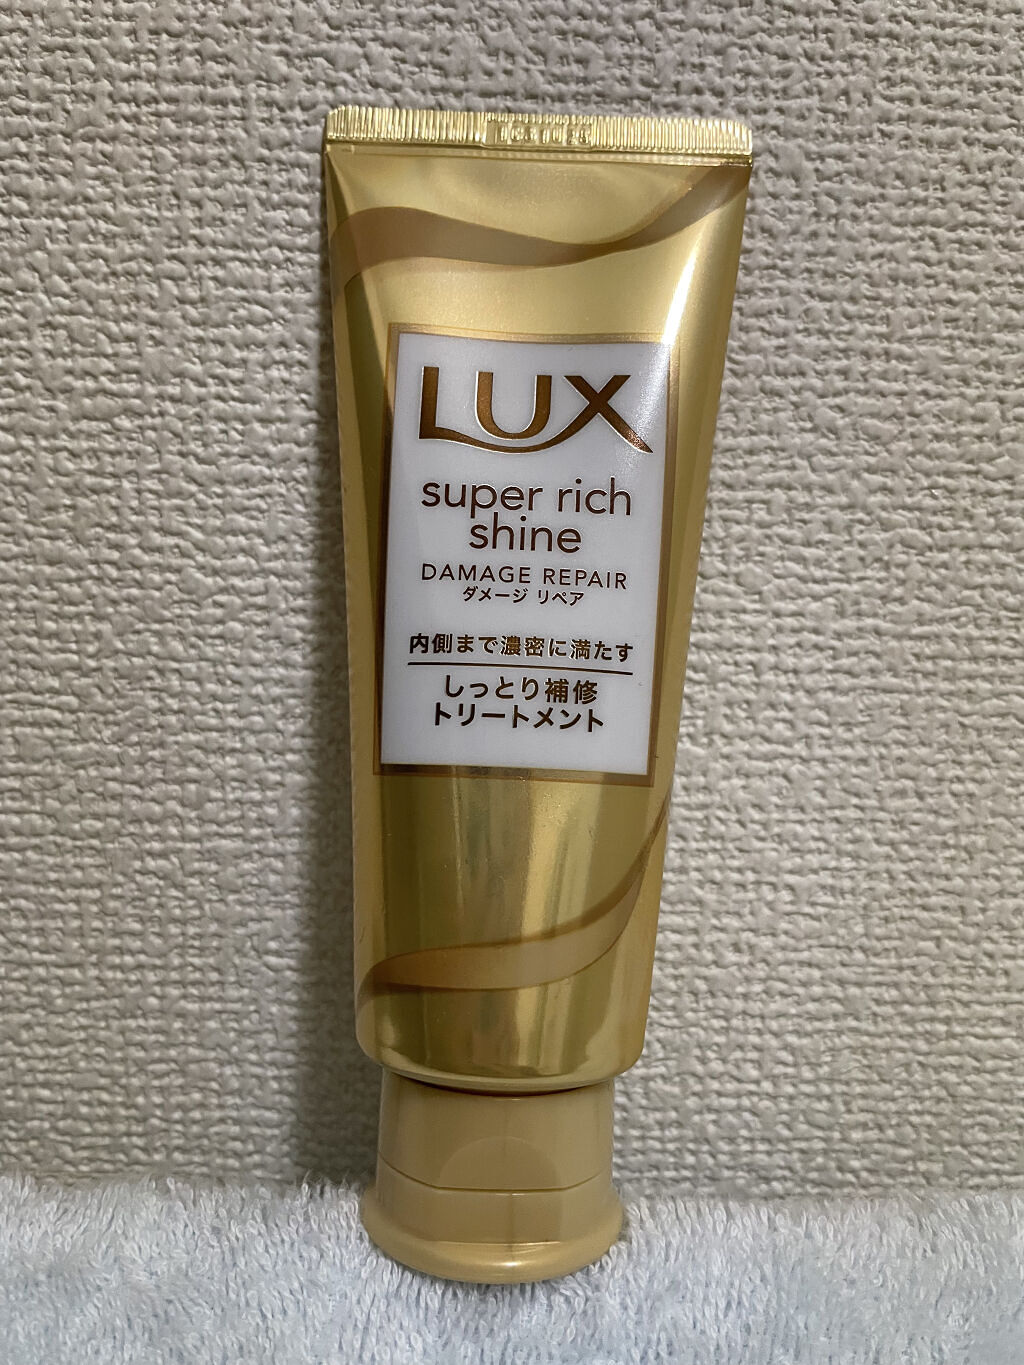 LUX
super rich
shine
DAMAGE REPAIR
ダメージ リペア
内側まで濃密に満たす
しっとり補修
トリートメント